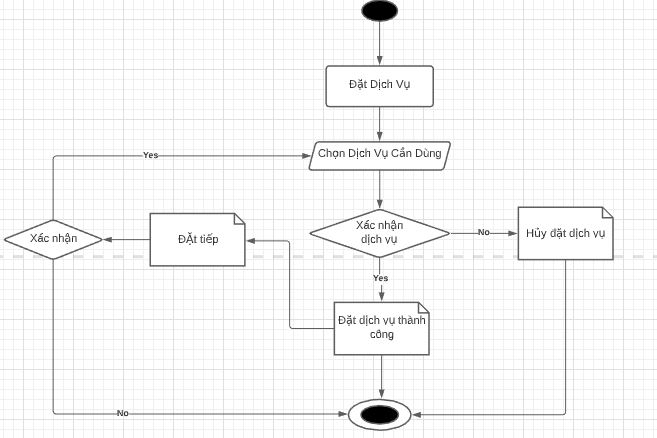 Đặt Dịch Vụ
Chọn Dịch Vụ Cần Dùng
Yes
Xác nhận
ĐẶt tiếp
Xác nhận
dịch vụ
No
Hủy đặt dịch vụ
Yes
Đặt dịch vụ thành
công
No